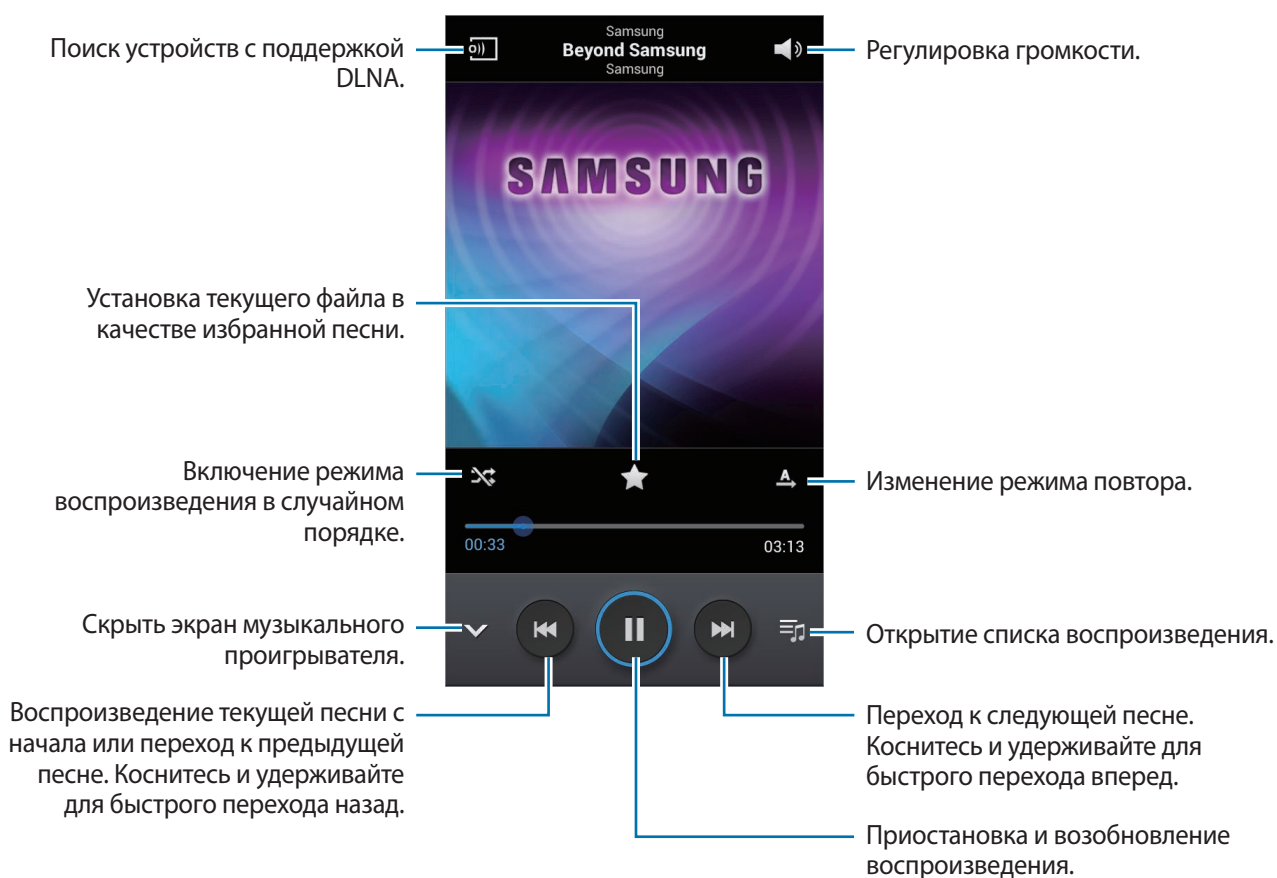 Поиск устройств с поддержкой
DLNA.
Samsung
Beyond Samsung
Samsung
Регулировка громкости.
SAMSUNG
Установка текущего файла в
качестве избранной песни.
Включение режима
воспроизведения в случайном
порядке.
A
Изменение режима повтора.
00:33
03:13
Скрыть экран музыкального
проигрывателя.
Открытие списка воспроизведения.
Воспроизведение текущей песни с
начала или переход к предыдущей
песне. Коснитесь и удерживайте
для быстрого перехода назад.
Переход к следующей песне.
Коснитесь и удерживайте для
быстрого перехода вперед.
Приостановка и возобновление
воспроизведения.